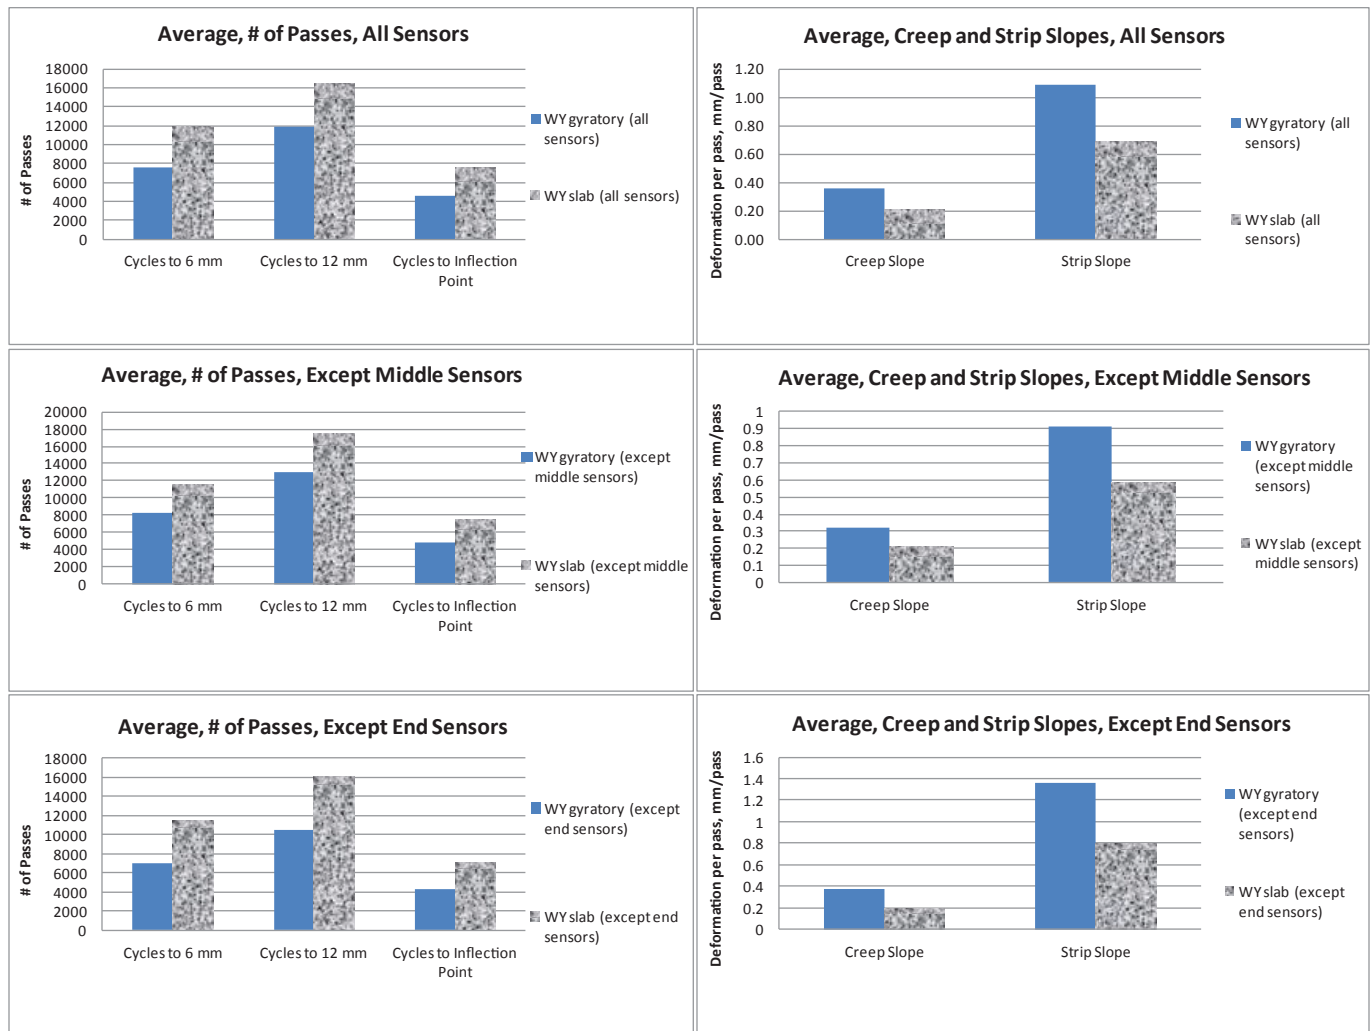 Average, # of Passes, All Sensors
# of Passes
18000
16000
14000
12000
10000
8000
6000
4000
2000
0
Cycles to 6 mm
Cycles to 12 mm
Cycles to Inflection
Point
WY gyratory (all
sensors)
WY slab (all sensors)
Average, Creep and Strip Slopes, All Sensors
Deformation per pass, mm/pass
1.20
1.00
0.80
0.60
0.40
0.20
0.00
Creep Slope
Strip Slope
WY gyratory (all
sensors)
WY slab (all
sensors)
Average, # of Passes, Except Middle Sensors
# of Passes
20000
18000
16000
14000
12000
10000
8000
6000
4000
2000
0
Cycles to 6 mm
Cycles to 12 mm
Cycles to Inflection
Point
WY gyratory (except
middle sensors)
WY slab (except middle
sensors)
Average, Creep and Strip Slopes, Except Middle Sensors
Deformation per pass, mm/pass
1
0.9
0.8
0.7
0.6
0.5
0.4
0.3
0.2
0.1
0
Creep Slope
Strip Slope
WY gyratory
(except middle
sensors)
WY slab (except
middle sensors)
Average, # of Passes, Except End Sensors
# of Passes
18000
16000
14000
12000
10000
8000
6000
4000
2000
0
Cycles to 6 mm
Cycles to 12 mm
Cycles to Inflection
Point
WY gyratory (except
end sensors)
WY slab (except end
sensors)
Average, Creep and Strip Slopes, Except End Sensors
Deformation per pass, mm/pass
1.6
1.4
1.2
1
0.8
0.6
0.4
0.2
0
Creep Slope
Strip Slope
WY gyratory
(except end
sensors)
WY slab (except
end sensors)